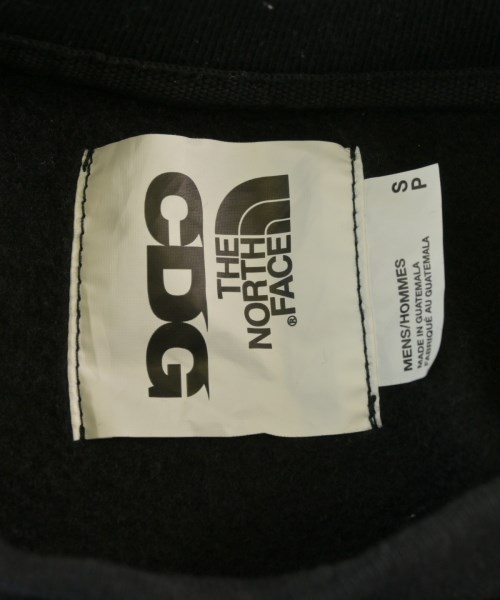 CDG
THE
NORTH
FACE®
S
P
MENS/HOMMES
MADE IN GUATEMALA
FABRIQUÉ AU GUATEMALA